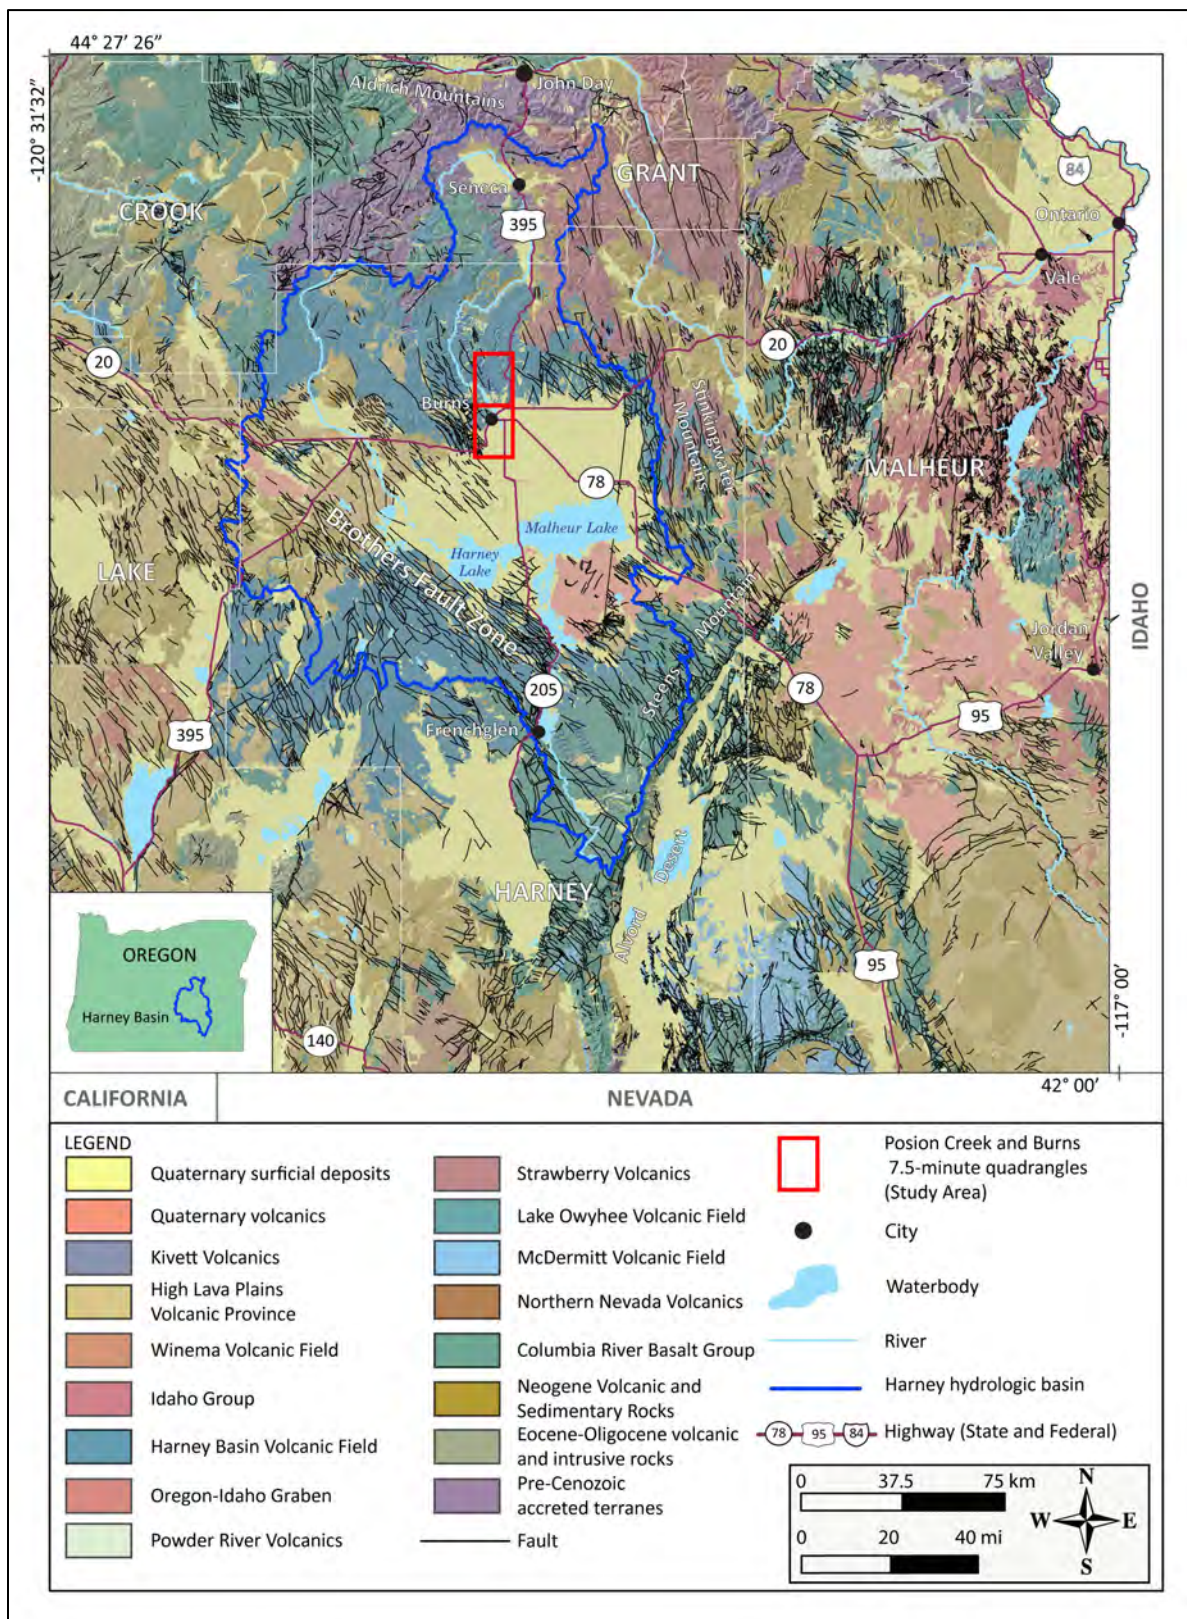 44° 27' 26"
-120° 31' 32"
Aldrich Mountains
John Day
GRANT
84
Seneca
CROOK
395
Ontario
Vale
20
20
Burns
Stinkingwater
Mountains
MALHEUR
78
Malheur Lake
Harney
Lake
Brothers Fault Zone
LAKE
IDAHO
Steens Mountain
Jordan
Valley
205
78
95
395
Frenchglen
HARNEY
Alvord
Desert
95
OREGON
Harney Basin
140
-117° 00'
42° 00'
CALIFORNIA
NEVADA
LEGEND
Quaternary surficial deposits
Quaternary volcanics
Kivett Volcanics
High Lava Plains
Volcanic Province
Winema Volcanic Field
Idaho Group
Harney Basin Volcanic Field
Oregon-Idaho Graben
Powder River Volcanics
Strawberry Volcanics
Lake Owyhee Volcanic Field
McDermitt Volcanic Field
Northern Nevada Volcanics
Columbia River Basalt Group
Neogene Volcanic and
Sedimentary Rocks
Eocene-Oligocene volcanic
and intrusive rocks
Pre-Cenozoic
accreted terranes
Fault
Posion Creek and Burns
7.5-minute quadrangles
(Study Area)
City
Waterbody
River
Harney hydrologic basin
78 95 84 Highway (State and Federal)
0 37.5 75 km
0 20 40 mi
N
W E
S